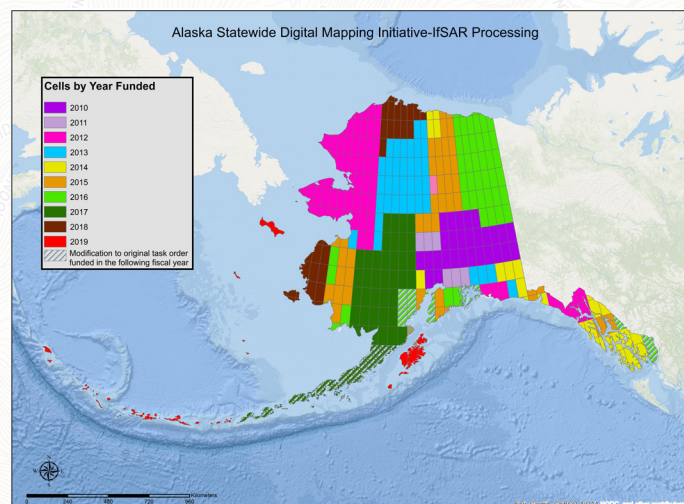 Alaska Statewide Digital Mapping Initiative-IfSAR Processing
Cells by Year Funded
2010
2011
2012
2013
2014
2015
2016
2017
2018
2019
Modification to original task order
funded in the following fiscal year
N
W
E
S
Kilometers
0 240 480 720 960